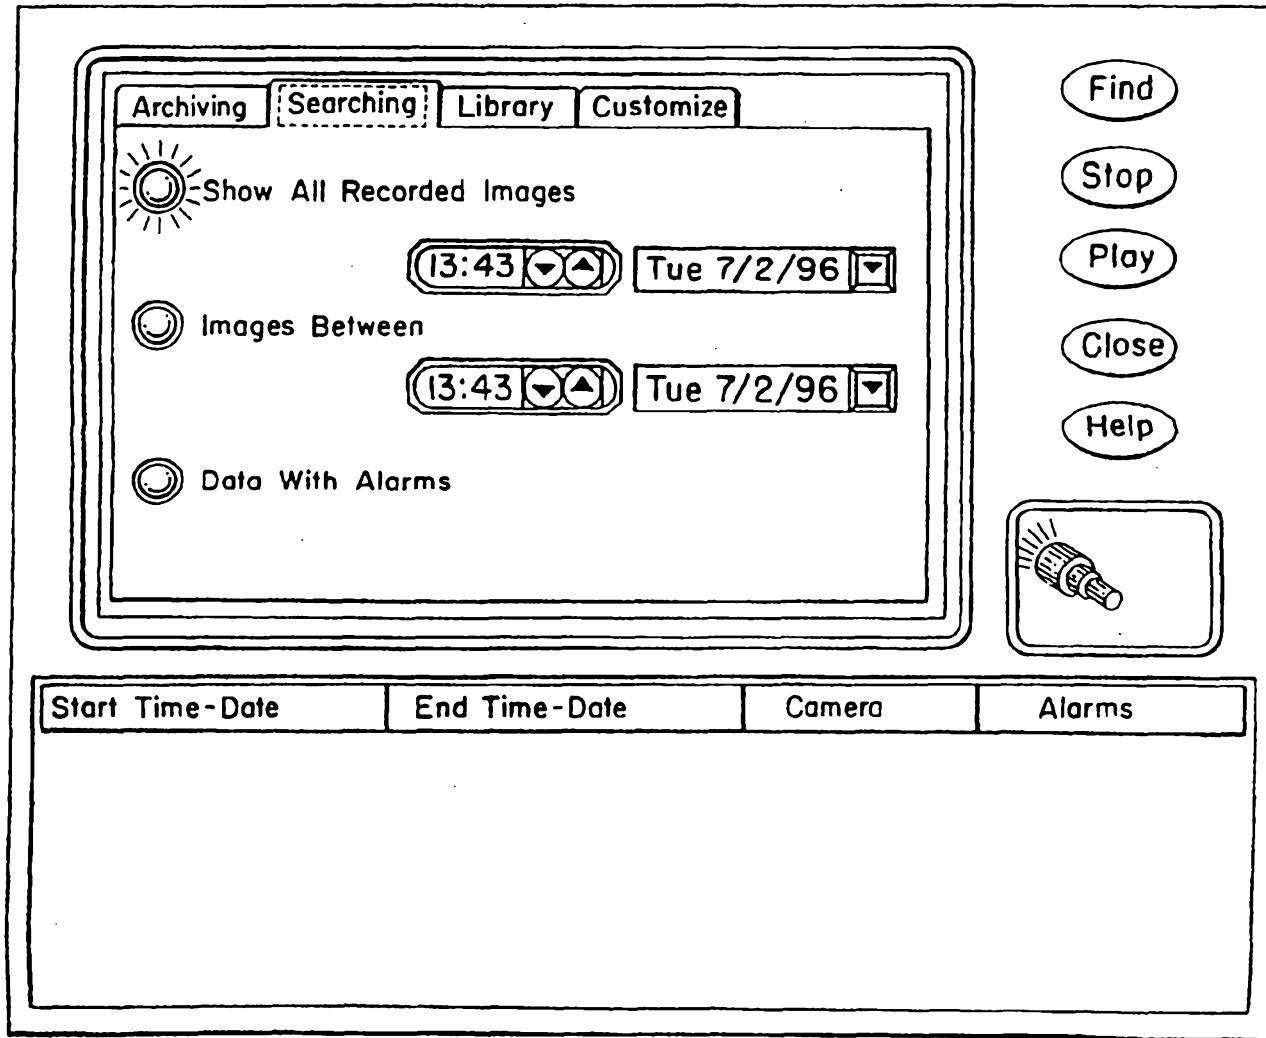 Archiving Searching Library Customize
Show All Recorded Images
13:43 Tue 7/2/96
Images Between
13:43 Tue 7/2/96
Data With Alarms
Find
Stop
Play
Close
Help
Start Time-Date End Time-Date Camera Alarms